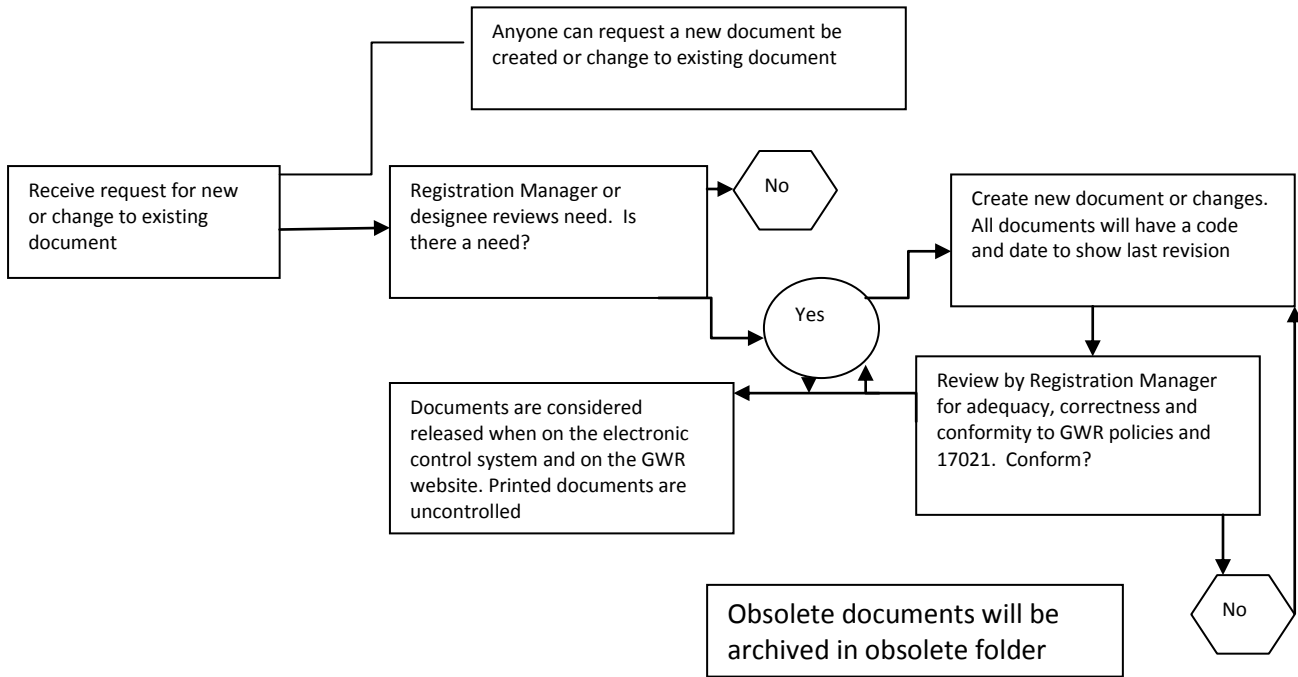 Anyone can request a new document be
created or change to existing document
Receive request for new
or change to existing
document
Registration Manager or
designee reviews need.  Is
there a need?
No
Create new document or changes.
All documents will have a code
and date to show last revision
Yes
Review by Registration Manager
for adequacy, correctness and
conformity to GWR policies and
17021.  Conform?
Documents are considered
released when on the electronic
control system and on the GWR
website. Printed documents are
uncontrolled
No
Obsolete documents will be
archived in obsolete folder